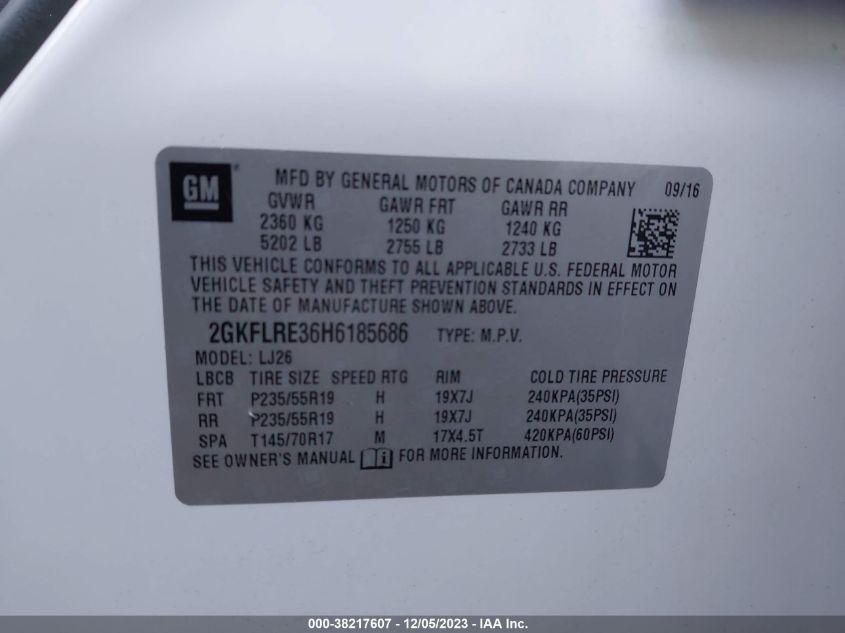 GM
MFD BY GENERAL MOTORS OF CANADA COMPANY 09/16
GVWR GAWR FRT GAWR RR
2360 KG 1250 KG 1240 KG
5202 LB 2755 LB 2733 LB
THIS VEHICLE CONFORMS TO ALL APPLICABLE U.S. FEDERAL MOTOR
VEHICLE SAFETY AND THEFT PREVENTION STANDARDS IN EFFECT ON
THE DATE OF MANUFACTURE SHOWN ABOVE.
2GKFLRE36H6185686 TYPE: M.P.V.
MODEL: LJ26
LBCB TIRE SIZE SPEED RTG RIM COLD TIRE PRESSURE
FRT P235/55R19 H 19X7J 240KPA(35PSI)
RR P235/55R19 H 19X7J 240KPA(35PSI)
SPA T145/70R17 M 17X4.5T 420KPA(60PSI)
SEE OWNER'S MANUAL i FOR MORE INFORMATION.
000-38217607 - 12/05/2023 - IAA Inc.